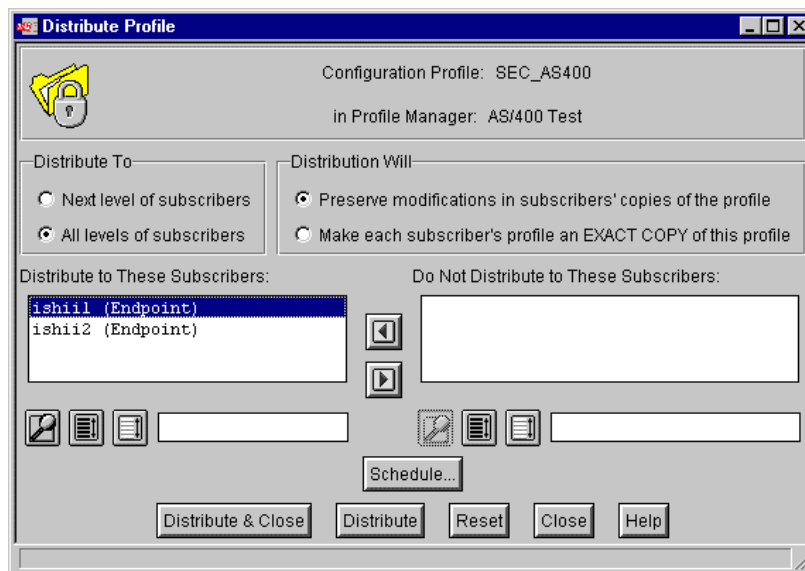 Distribute Profile
Configuration Profile: SEC_AS400
in Profile Manager: AS/400 Test
Distribute To
Distribution Will
Next level of subscribers
Preserve modifications in subscribers' copies of the profile
All levels of subscribers
Make each subscriber's profile an EXACT COPY of this profile
Distribute to These Subscribers:
Do Not Distribute to These Subscribers:
ishii1 (Endpoint)
ishii2 (Endpoint)
Schedule...
Distribute & Close
Distribute
Reset
Close
Help